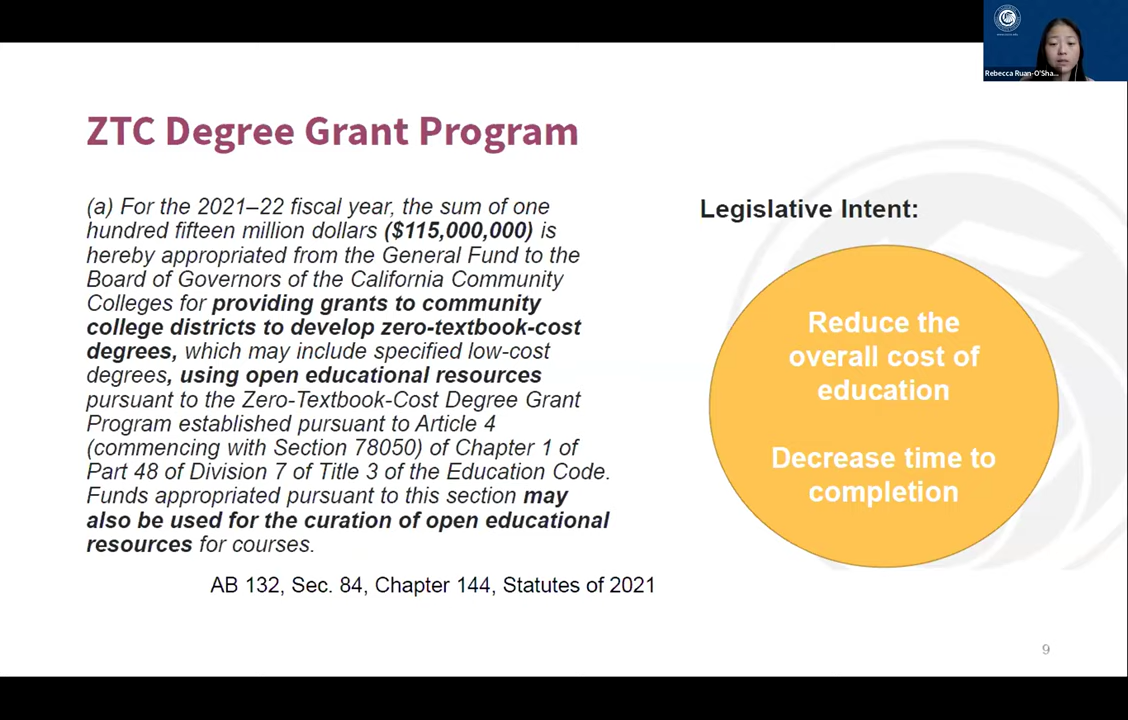 Rebecca Ruan-O'Sha...
ZTC Degree Grant Program
(a) For the 2021–22 fiscal year, the sum of one
hundred fifteen million dollars ($115,000,000) is
hereby appropriated from the General Fund to the
Board of Governors of the California Community
Colleges for providing grants to community
college districts to develop zero-textbook-cost
degrees, which may include specified low-cost
degrees, using open educational resources
pursuant to the Zero-Textbook-Cost Degree Grant
Program established pursuant to Article 4
(commencing with Section 78050) of Chapter 1 of
Part 48 of Division 7 of Title 3 of the Education Code.
Funds appropriated pursuant to this section may
also be used for the curation of open educational
resources for courses.
AB 132, Sec. 84, Chapter 144, Statutes of 2021
Legislative Intent:
Reduce the
overall cost of
education
Decrease time to
completion
9